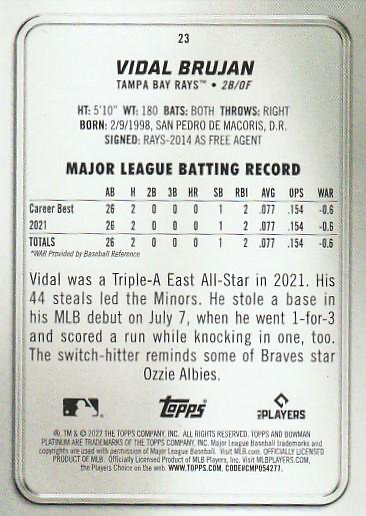 23
VIDAL BRUJAN
TAMPA BAY RAYS™ • 2B/OF
HT: 5'10" WT: 180 BATS: BOTH THROWS: RIGHT
BORN: 2/9/1998, SAN PEDRO DE MACORIS, D.R.
SIGNED: RAYS-2014 AS FREE AGENT
MAJOR LEAGUE BATTING RECORD
AB H 2B 3B HR SB RBI AVG OPS WAR
Career Best 26 2 0 0 0 1 2 .077 .154 -0.6
2021 26 2 0 0 0 1 2 .077 .154 -0.6
TOTALS 26 2 0 0 0 1 2 .077 .154 -0.6
*WAR Provided by Baseball Reference
Vidal was a Triple-A East All-Star in 2021. His
44 steals led the Minors. He stole a base in
his MLB debut on July 7, when he went 1-for-3
and scored a run while knocking in one, too.
The switch-hitter reminds some of Braves star
Ozzie Albies.
Topps PLAYERS
®, TM & © 2022 THE TOPPS COMPANY, INC. ALL RIGHTS RESERVED. TOPPS AND BOWMAN
PLATINUM ARE TRADEMARKS OF THE TOPPS COMPANY, INC. Major League Baseball trademarks and
copyrights are used with permission of Major League Baseball. Visit MLB.com. OFFICIALLY LICENSED
PRODUCT OF MLB. Officially Licensed Product of MLB Players, Inc. Visit MLBPLAYERS.COM,
the Players Choice on the web. WWW.TOPPS.COM. CODE#CMP054277.